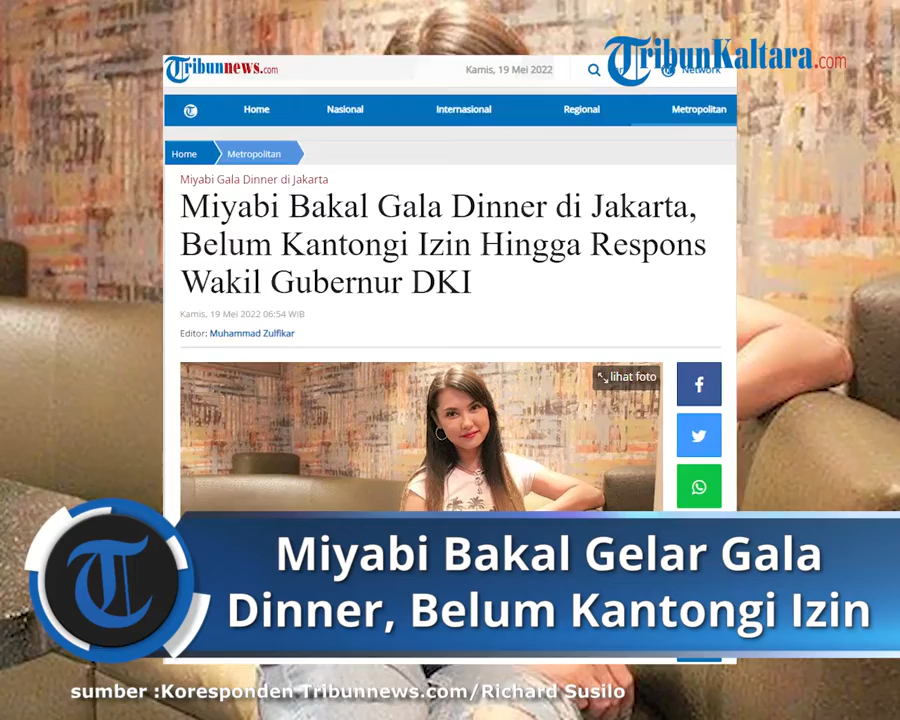 Tribunnews.com
Kamis, 19 Mei 2022
TribunKaltara.com
Network
Home
Nasional
Internasional
Regional
Metropolitan
Home
Metropolitan
Miyabi Gala Dinner di Jakarta
Miyabi Bakal Gala Dinner di Jakarta,
Belum Kantongi Izin Hingga Respons
Wakil Gubernur DKI
Kamis, 19 Mei 2022 06:54 WIB
Editor: Muhammad Zulfikar
lihat foto
Miyabi Bakal Gelar Gala
Dinner, Belum Kantongi Izin
sumber :Koresponden Tribunnews.com/Richard Susilo